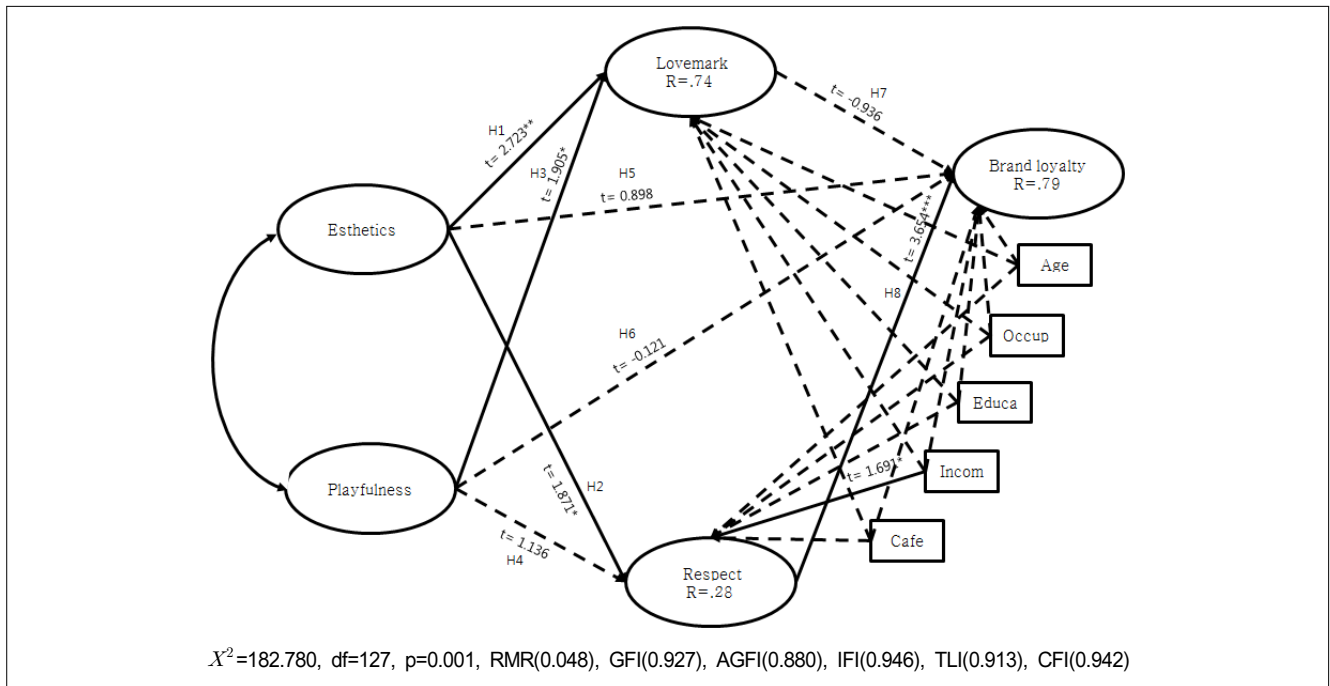 Lovemark
R=.74
H7
t= -0.936
H1
t= 2.723**
H3
t= 1.905*
H5
t= 0.898
Brand loyalty
R=.79
Esthetics
t= 3.654***
H8
Age
Occup
H6
t= -0.121
Educa
Playfulness
H2
t= 1.871*
t= 1.691*
Incom
t= 1.136
H4
Cafe
Respect
R=.28
X²=182.780, df=127, p=0.001, RMR(0.048), GFI(0.927), AGFI(0.880), IFI(0.946), TLI(0.913), CFI(0.942)